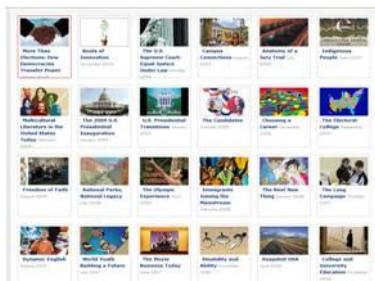 More Than
Elections: How
Democracies
Transfer Power
Roots of
Innovation
The U.S.
Supreme Court:
Equal Justice
Under Law
Campus
Connections
Anatomy of a
Jury Trial
Indigenous
People
Multicultural
Literature in the
United States
Today
The 2009 U.S.
Presidential
Inauguration
U.S. Presidential
Transitions
The Candidates
Choosing a
Career
The Electoral
College
Freedom of Faith
August 2008
National Parks,
National Legacy
The Olympic
Experience
Immigrants
Joining the
Mainstream
The Next New
Thing
The Long
Campaign
Dynamic English
World Youth
Building a Future
The Movie
Business Today
Disability and
Ability
Snapshot USA
College and
University
Education